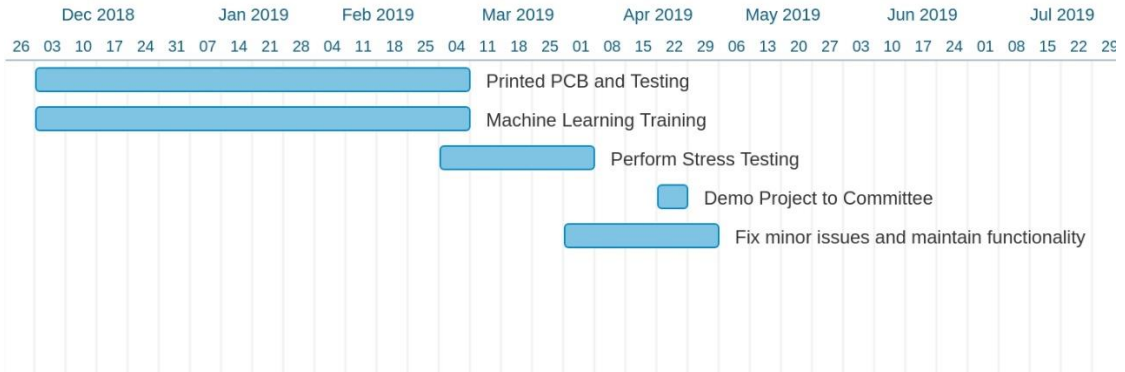 Dec 2018 Jan 2019 Feb 2019 Mar 2019 Apr 2019 May 2019 Jun 2019 Jul 2019
26 03 10 17 24 31 07 14 21 28 04 11 18 25 04 11 18 25 01 08 15 22 29 06 13 20 27 03 10 17 24 01 08 15 22 29
Printed PCB and Testing
Machine Learning Training
Perform Stress Testing
Demo Project to Committee
Fix minor issues and maintain functionality